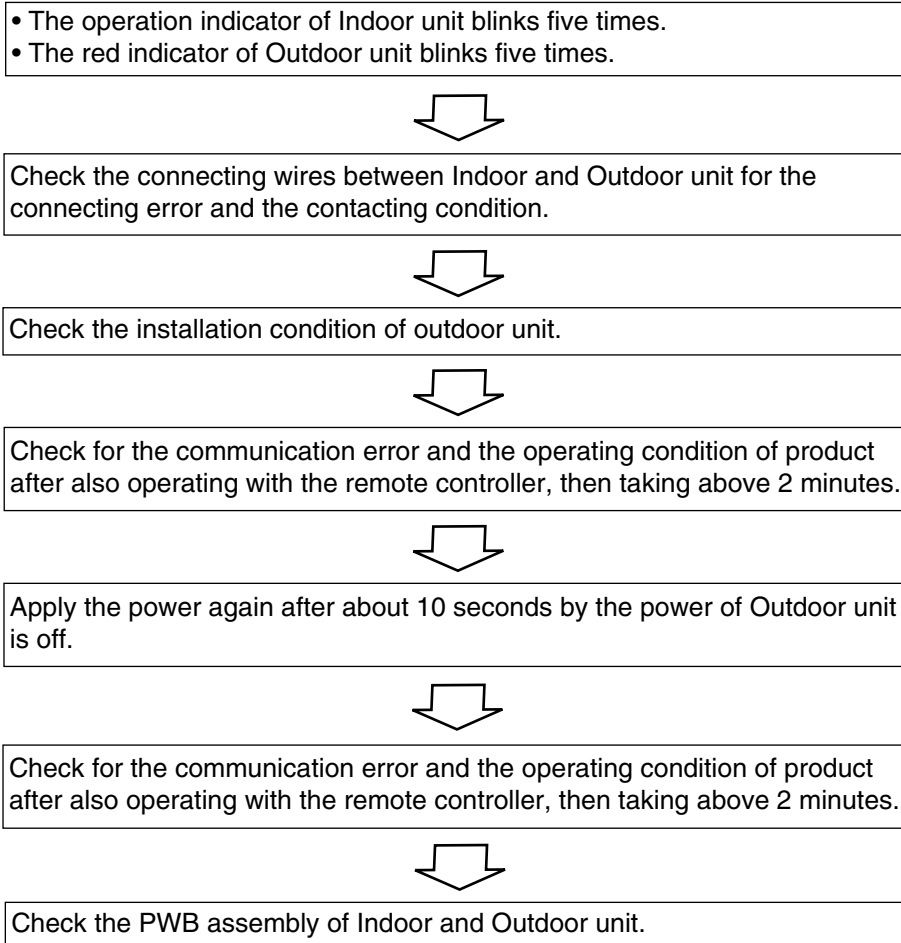 • The operation indicator of Indoor unit blinks five times.
• The red indicator of Outdoor unit blinks five times.
Check the connecting wires between Indoor and Outdoor unit for the
connecting error and the contacting condition.
Check the installation condition of outdoor unit.
Check for the communication error and the operating condition of product
after also operating with the remote controller, then taking above 2 minutes.
Apply the power again after about 10 seconds by the power of Outdoor unit
is off.
Check for the communication error and the operating condition of product
after also operating with the remote controller, then taking above 2 minutes.
Check the PWB assembly of Indoor and Outdoor unit.